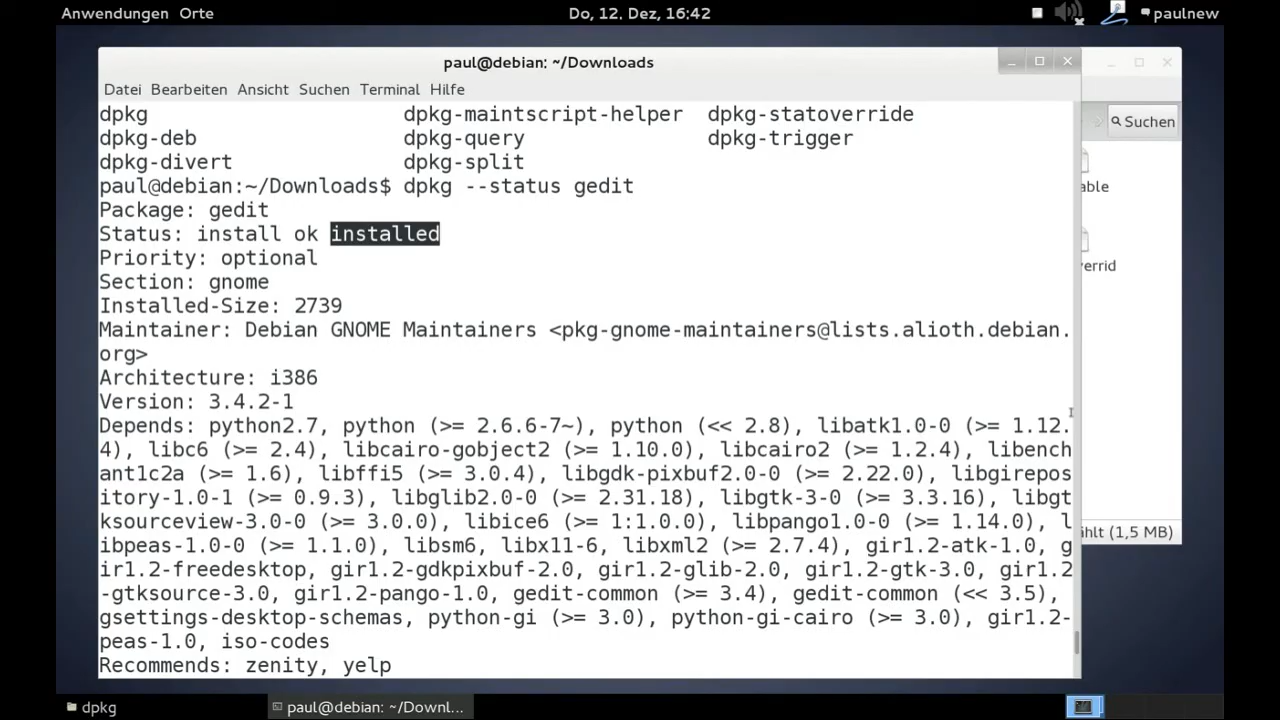 Anwendungen Orte
Do, 12. Dez, 16:42
paulnew
paul@debian: ~/Downloads
Datei Bearbeiten Ansicht Suchen Terminal Hilfe
Suchen
dpkg dpkg-maintscript-helper dpkg-statoverride
dpkg-deb dpkg-query dpkg-trigger
dpkg-divert dpkg-split
paul@debian:~/Downloads$ dpkg --status gedit
Package: gedit
Status: install ok installed
Priority: optional
Section: gnome
Installed-Size: 2739
Maintainer: Debian GNOME Maintainers <pkg-gnome-maintainers@lists.alioth.debian.
org>
Architecture: i386
Version: 3.4.2-1
Depends: python2.7, python (>= 2.6.6-7~), python (<< 2.8), libatk1.0-0 (>= 1.12.
4), libc6 (>= 2.4), libcairo-gobject2 (>= 1.10.0), libcairo2 (>= 1.2.4), libench
ant1c2a (>= 1.6), libffi5 (>= 3.0.4), libgdk-pixbuf2.0-0 (>= 2.22.0), libgirepos
itory-1.0-1 (>= 0.9.3), libglib2.0-0 (>= 2.31.18), libgtk-3-0 (>= 3.3.16), libgt
ksourceview-3.0-0 (>= 3.0.0), libice6 (>= 1:1.0.0), libpango1.0-0 (>= 1.14.0), l
ibpeas-1.0-0 (>= 1.1.0), libsm6, libx11-6, libxml2 (>= 2.7.4), gir1.2-atk-1.0, g
ir1.2-freedesktop, gir1.2-gdkpixbuf-2.0, gir1.2-glib-2.0, gir1.2-gtk-3.0, gir1.2
-gtksource-3.0, gir1.2-pango-1.0, gedit-common (>= 3.4), gedit-common (<< 3.5),
gsettings-desktop-schemas, python-gi (>= 3.0), python-gi-cairo (>= 3.0), gir1.2-
peas-1.0, iso-codes
Recommends: zenity, yelp
able
verrid
ählt (1,5 MB)
dpkg
paul@debian: ~/Downl...